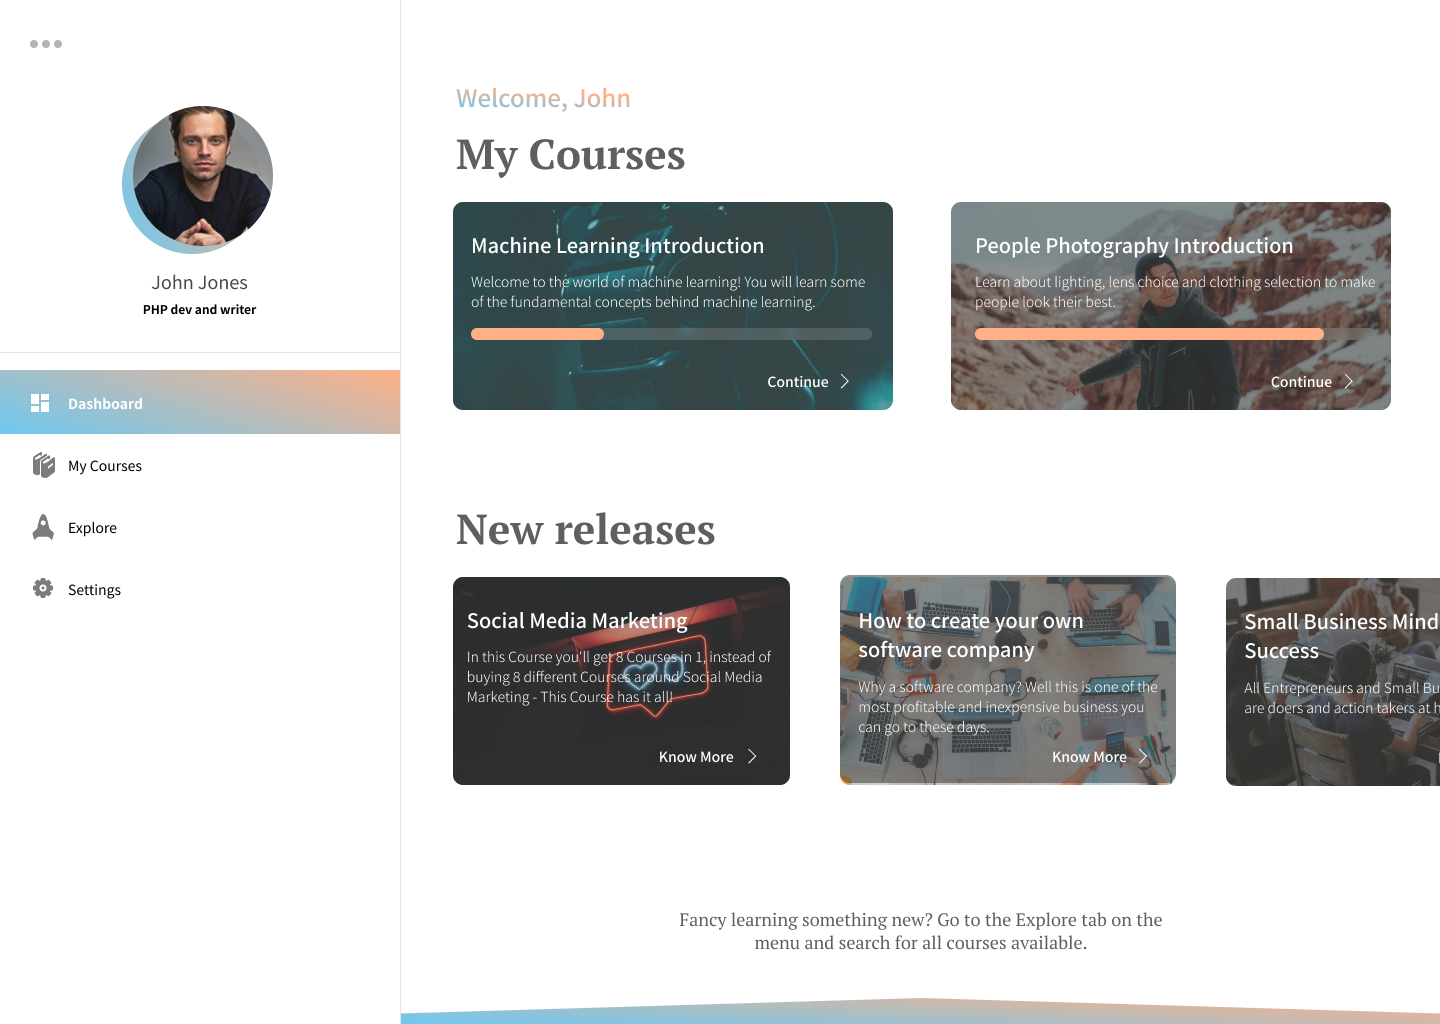 John Jones
PHP dev and writer
Dashboard
My Courses
Explore
Settings
Welcome, John
My Courses
Machine Learning Introduction
Welcome to the world of machine learning! You will learn some
of the fundamental concepts behind machine learning.
Continue
People Photography Introduction
Learn about lighting, lens choice and clothing selection to make
people look their best.
Continue
New releases
Social Media Marketing
In this Course you'll get 8 Courses in 1, instead of
buying 8 different Courses around Social Media
Marketing - This Course has it all!
Know More
How to create your own
software company
Why a software company? Well this is one of the
most profitable and inexpensive business you
can go to these days.
Know More
Small Business Mind
Success
All Entrepreneurs and Small Bu
are doers and action takers at h
Fancy learning something new? Go to the Explore tab on the
menu and search for all courses available.